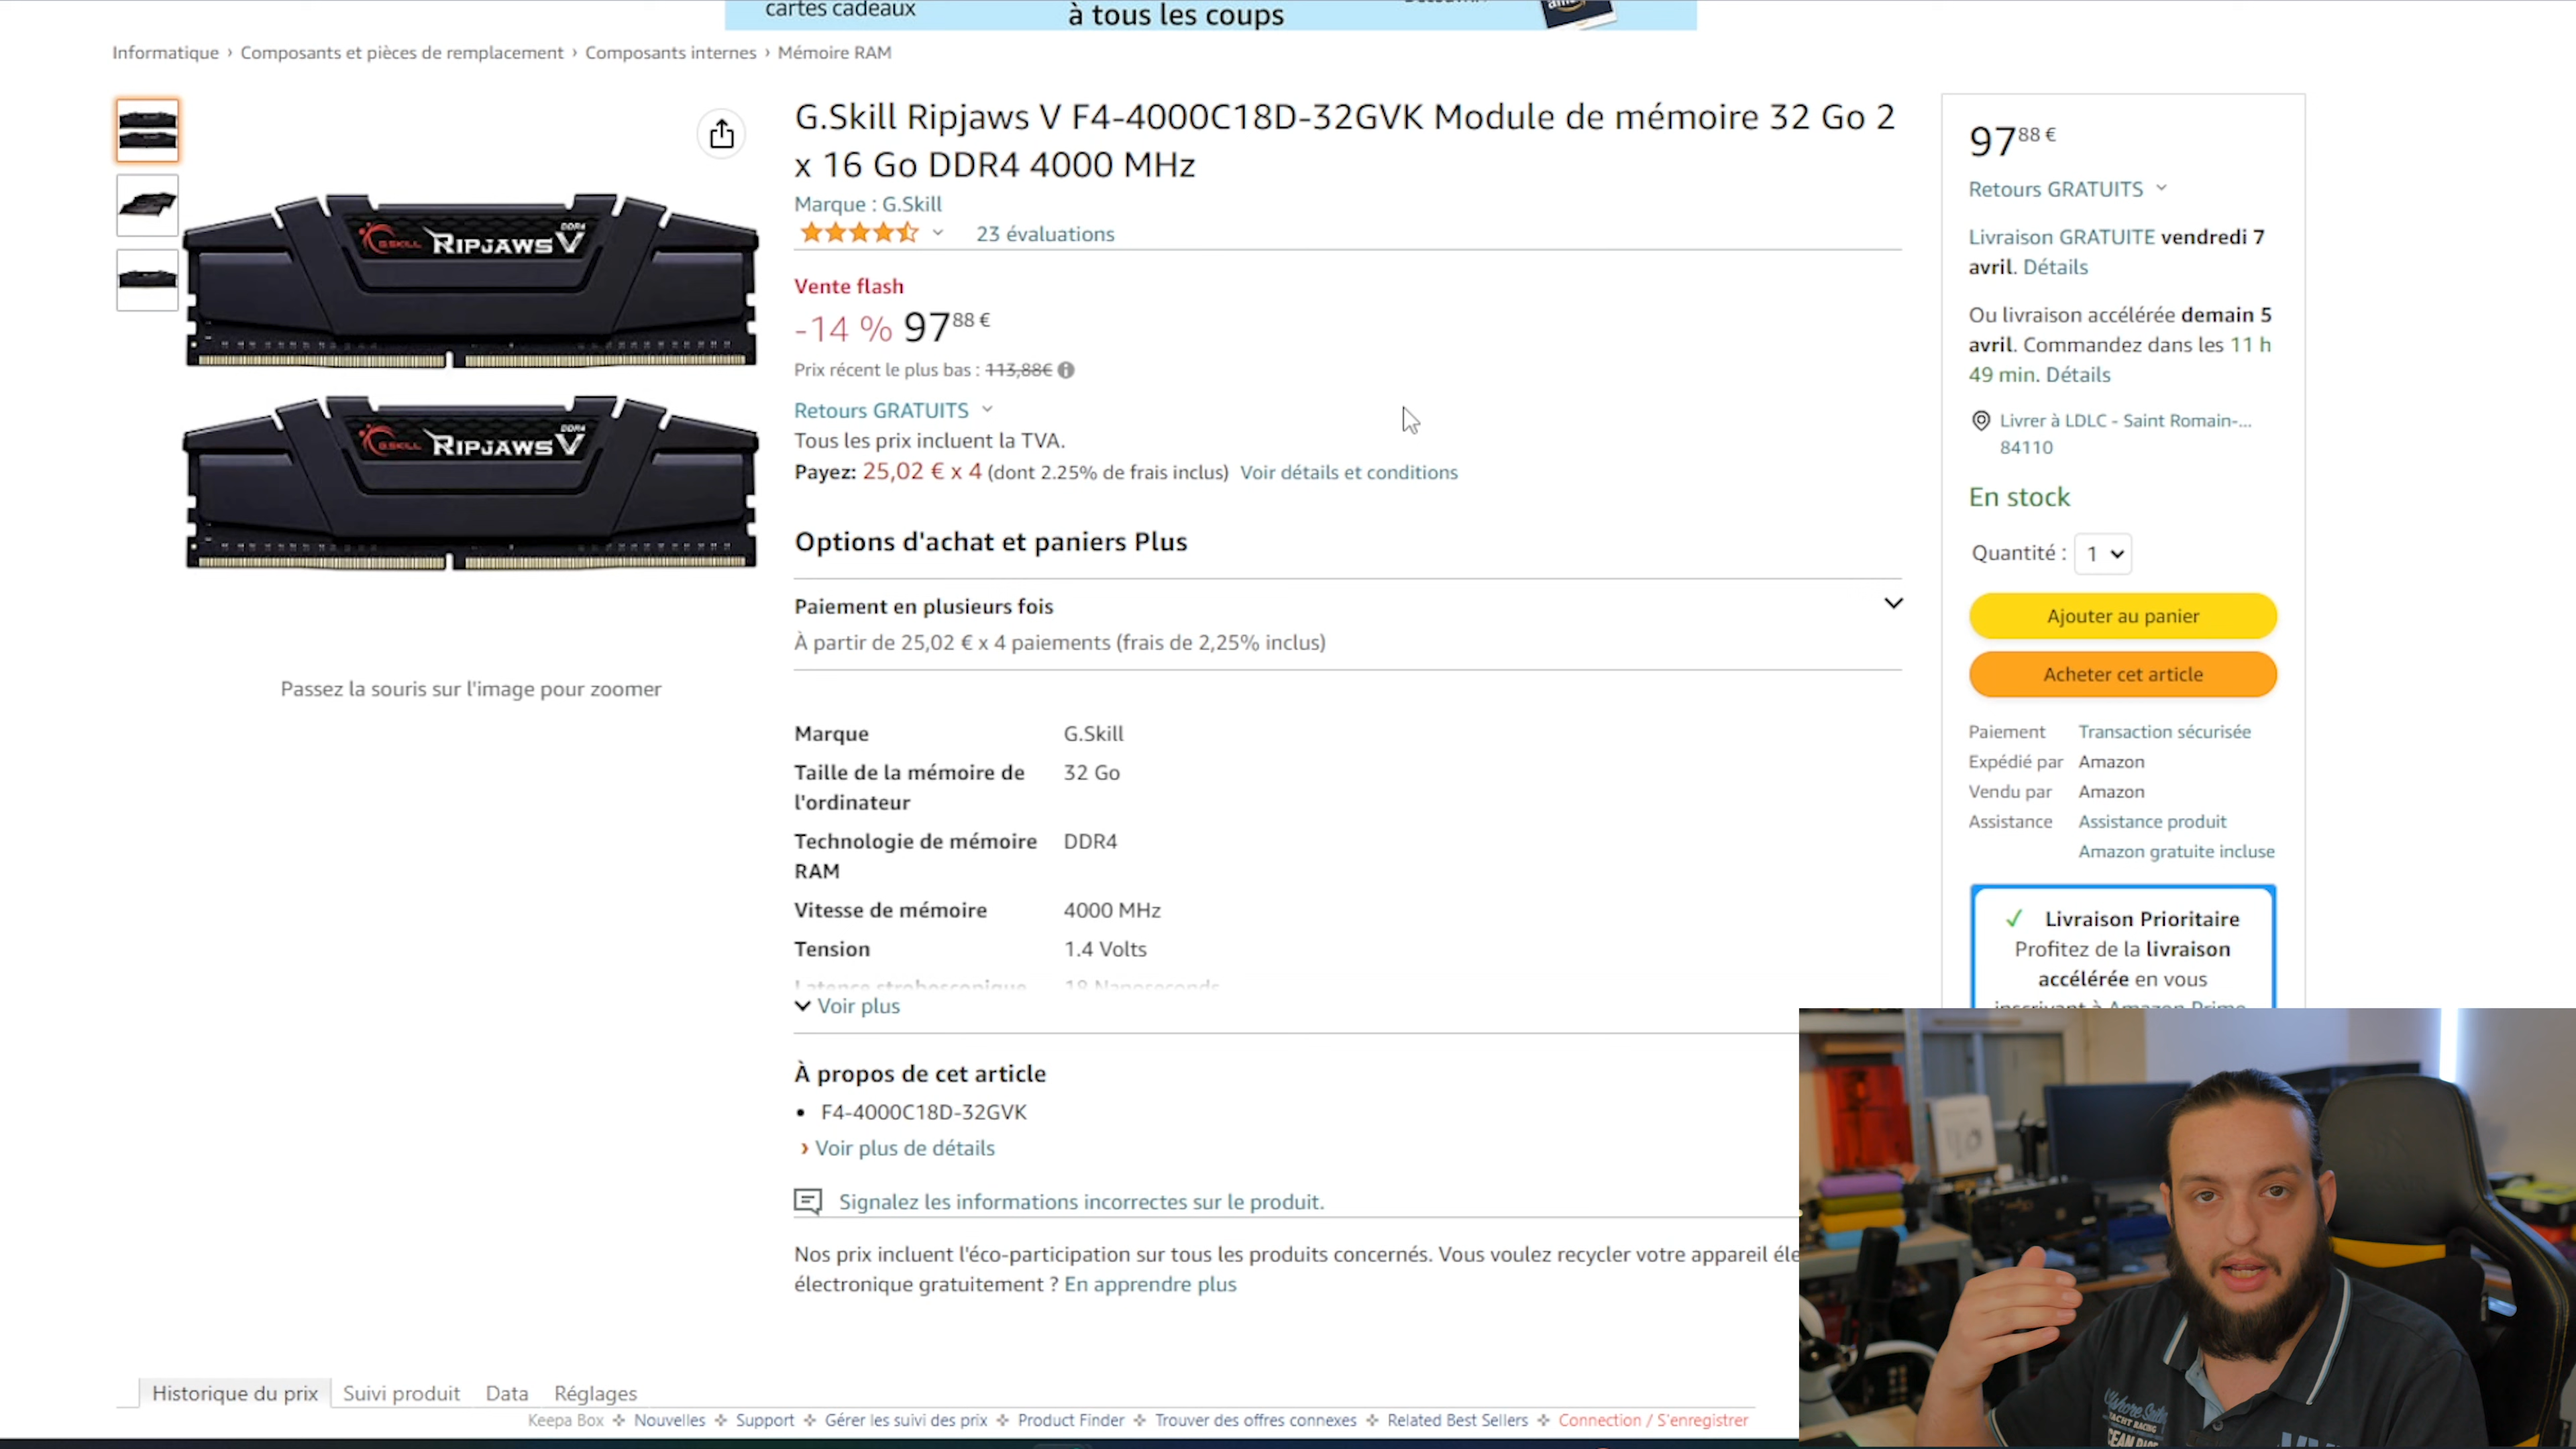 cartes cadeaux
à tous les coups
Informatique › Composants et pièces de remplacement › Composants internes › Mémoire RAM
G.SKILL RIPJAWS V DDR4
G.SKILL RIPJAWS V DDR4
Passez la souris sur l'image pour zoomer
G.Skill Ripjaws V F4-4000C18D-32GVK Module de mémoire 32 Go 2
x 16 Go DDR4 4000 MHz
Marque : G.Skill
23 évaluations
Vente flash
-14 % 97 88 €
Prix récent le plus bas : 113,88€
Retours GRATUITS
Tous les prix incluent la TVA.
Payez: 25,02 € x 4 (dont 2.25% de frais inclus) Voir détails et conditions
Options d'achat et paniers Plus
Paiement en plusieurs fois
À partir de 25,02 € x 4 paiements (frais de 2,25% inclus)
Marque G.Skill
Taille de la mémoire de 32 Go
l'ordinateur
Technologie de mémoire DDR4
RAM
Vitesse de mémoire 4000 MHz
Tension 1.4 Volts
Voir plus
À propos de cet article
• F4-4000C18D-32GVK
› Voir plus de détails
Signalez les informations incorrectes sur le produit.
Nos prix incluent l'éco-participation sur tous les produits concernés. Vous voulez recycler votre appareil éle
électronique gratuitement ? En apprendre plus
97 88 €
Retours GRATUITS
Livraison GRATUITE vendredi 7
avril. Détails
Ou livraison accélérée demain 5
avril. Commandez dans les 11 h
49 min. Détails
Livrer à LDLC - Saint Romain-...
84110
En stock
Quantité : 1
Ajouter au panier
Acheter cet article
Paiement Transaction sécurisée
Expédié par Amazon
Vendu par Amazon
Assistance Assistance produit
Amazon gratuite incluse
Livraison Prioritaire
Profitez de la livraison
accélérée en vous
Historique du prix Suivi produit Data Réglages
Keepa Box Nouvelles Support Gérer les suivi des prix Product Finder Trouver des offres connexes Related Best Sellers Connection / S'enregistrer